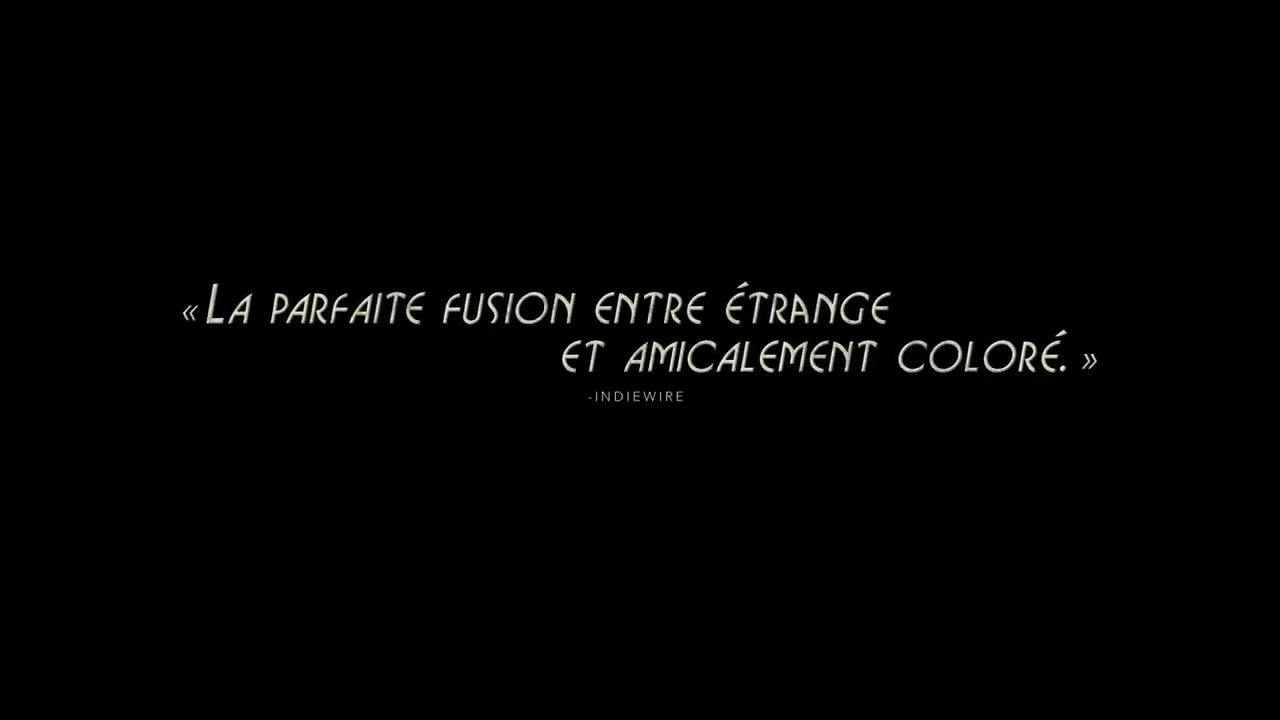 « La parfaite fusion entre étrange
et amicalement coloré. »
-INDIEWIRE